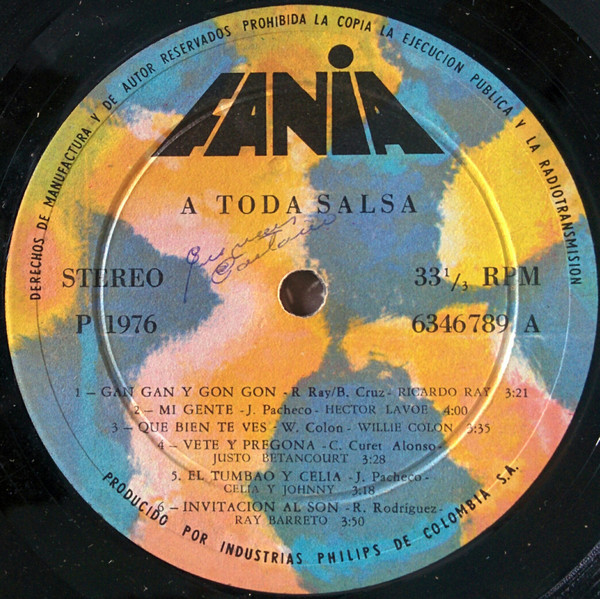 DERECHOS DE MANUFACTURA Y DE AUTOR RESERVADOS PROHIBIDA LA COPIA LA EJECUCION PUBLICA Y LA RADIOTRANSMISION
FANIA
A TODA SALSA
STEREO
33 1/3 RPM
P 1976
6346789 A
1 — GAN GAN Y GON GON - R Ray/B. Cruz - RICARDO RAY 3:21
2 — MI GENTE - J. Pacheco - HECTOR LAVOE 4:00
3 — QUE BIEN TE VES - W. Colon - WILLIE COLON 3:35
4 — VETE Y PREGONA - C. Curet Alonso -
JUSTO BETANCOURT 3:28
5. EL TUMBAO Y CELIA - J. Pacheco -
CELIA Y JOHNNY 3:18
6 — INVITACION AL SON - R. Rodriguez -
RAY BARRETO 3:50
PRODUCIDO POR INDUSTRIAS PHILIPS DE COLOMBIA S.A.